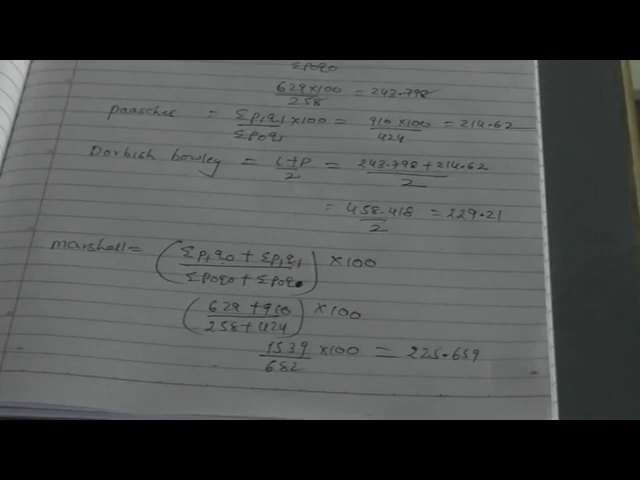 Σp0q0
629×100 = 243.798
258
paasches = Σp1q1 ×100 = 910×100 = 214.62
Σp0q1 424
Dorbish bowley = L+P = 243.798+214.62
2 2
= 458.418 = 229.21
2
marshall= (Σp1q0 + Σp1q1) ×100
Σp0q0 + Σp0q1
(629+910) ×100
258+424
1539 ×100 = 225.659
682